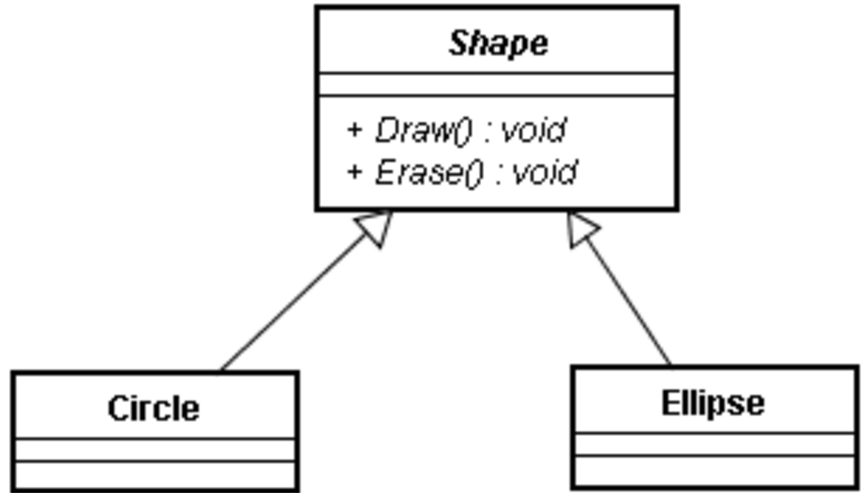 Shape
+ Draw() : void
+ Erase() : void
Circle
Ellipse